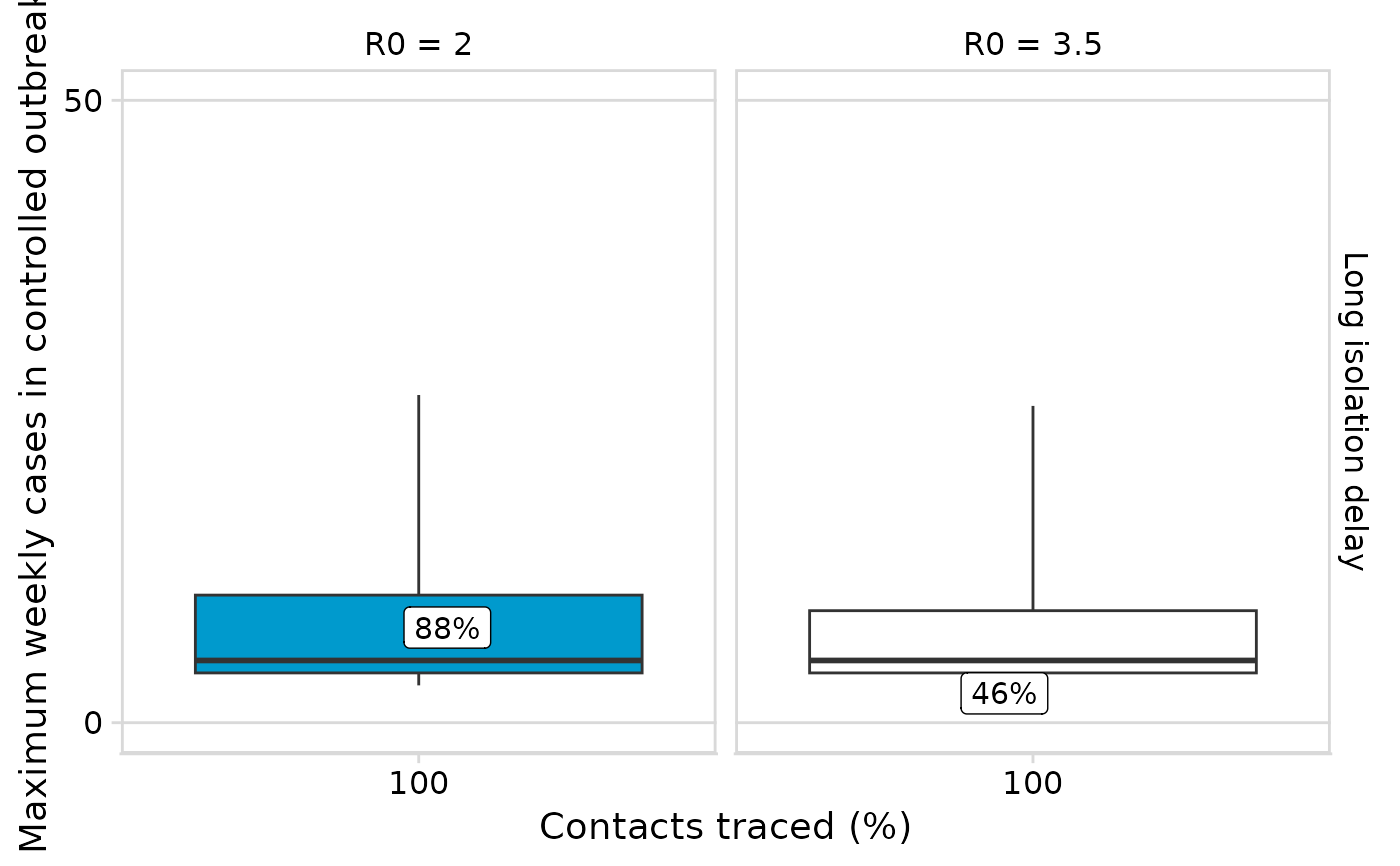 R0 = 2
R0 = 3.5
Maximum weekly cases in controlled outbreak
50
0
88%
46%
Long isolation delay
100
100
Contacts traced (%)